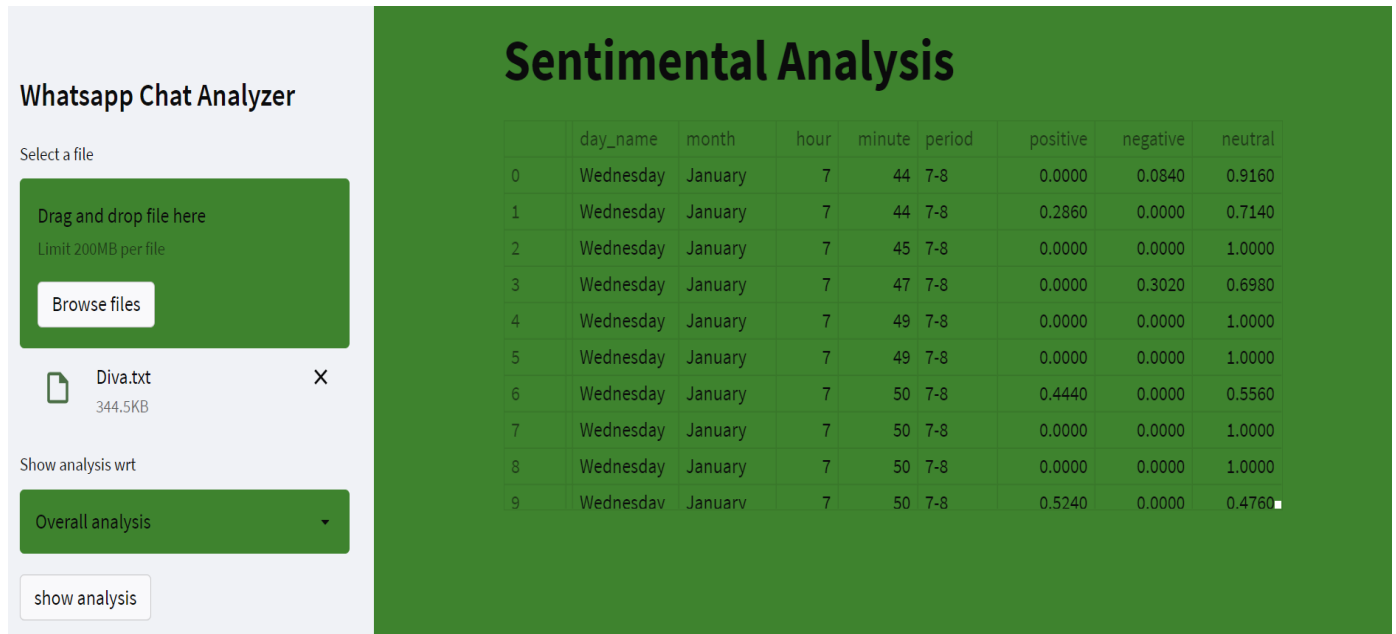 Whatsapp Chat Analyzer
Select a file
Drag and drop file here
Limit 200MB per file
Browse files
Diva.txt
344.5KB
Show analysis wrt
Overall analysis
show analysis
Sentimental Analysis
day_name month hour minute period positive negative neutral
0 Wednesday January 7 44 7-8 0.0000 0.0840 0.9160
1 Wednesday January 7 44 7-8 0.2860 0.0000 0.7140
2 Wednesday January 7 45 7-8 0.0000 0.0000 1.0000
3 Wednesday January 7 47 7-8 0.0000 0.3020 0.6980
4 Wednesday January 7 49 7-8 0.0000 0.0000 1.0000
5 Wednesday January 7 49 7-8 0.0000 0.0000 1.0000
6 Wednesday January 7 50 7-8 0.4440 0.0000 0.5560
7 Wednesday January 7 50 7-8 0.0000 0.0000 1.0000
8 Wednesday January 7 50 7-8 0.0000 0.0000 1.0000
9 Wednesday January 7 50 7-8 0.5240 0.0000 0.4760